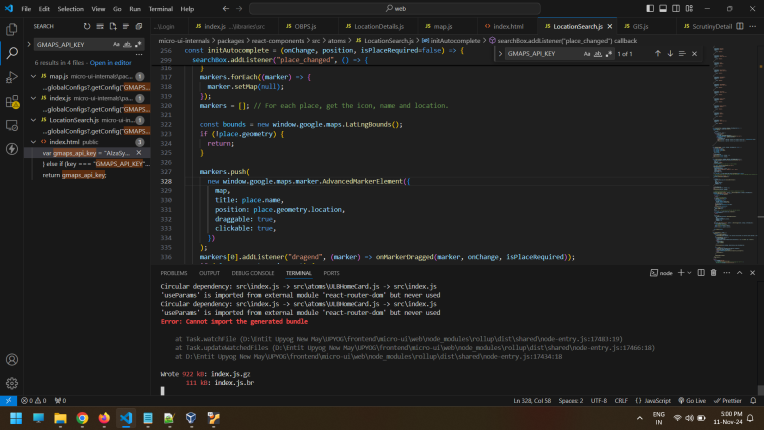 File Edit Selection View Go Run Terminal Help
web
SEARCH
GMAPS_API_KEY
Aa ab
6 results in 4 files - Open in editor
map.js micro-ui-internals\pac... 1
...globalConfigs?.getConfig("GMAPS_
index.js micro-ui-internals\pa... 1
...globalConfigs?.getConfig("GMAPS_
LocationSearch.js micro-ui-in... 1
...globalConfigs?.getConfig("GMAPS_
index.html public 3
var gmaps_api_key = "AIzaSy...
} else if (key === "GMAPS_API_KEY"...
return gmaps_api_key;
...\Login index.js ...\libraries\src OBPS.js LocationDetails.js map.js index.html LocationSearch.js GIS.js ScrutinyDetail
micro-ui-internals > packages > react-components > src > atoms > LocationSearch.js > initAutocomplete > searchBox.addListener("place_changed") callback
GMAPS_API_KEY Aa ab 1 of 1
256 const initAutocomplete = (onChange, position, isPlaceRequired=false) => {
299 searchBox.addListener("place_changed", () => {
316 }
317 markers.forEach((marker) => {
318 marker.setMap(null);
319 });
320 markers = []; // For each place, get the icon, name and location.
321
322 const bounds = new window.google.maps.LatLngBounds();
323 if (!place.geometry) {
324 return;
325 }
326
327 markers.push(
328 new window.google.maps.marker.AdvancedMarkerElement({
329 map,
330 title: place.name,
331 position: place.geometry.location,
332 draggable: true,
333 clickable: true,
334 })
335 );
336 markers[0].addListener("dragend", (marker) => onMarkerDragged(marker, onChange, isPlaceRequired));
PROBLEMS OUTPUT DEBUG CONSOLE TERMINAL PORTS
node
Circular dependency: src\index.js -> src\atoms\ULBHomeCard.js -> src\index.js
'useParams' is imported from external module 'react-router-dom' but never used
Circular dependency: src\index.js -> src\atoms\ULBHomeCard.js -> src\index.js
'useParams' is imported from external module 'react-router-dom' but never used
Error: Cannot import the generated bundle
at Task.watchFile (D:\Entit Upyog New May\UPYOG\frontend\micro-ui\web\node_modules\rollup\dist\shared\node-entry.js:17483:19)
at Task.updateWatchedFiles (D:\Entit Upyog New May\UPYOG\frontend\micro-ui\web\node_modules\rollup\dist\shared\node-entry.js:17466:18)
at D:\Entit Upyog New May\UPYOG\frontend\micro-ui\web\node_modules\rollup\dist\shared\node-entry.js:17434:18
Wrote 922 kB: index.js.gz
111 kB: index.js.br
0 0 0
Ln 328, Col 58 Spaces: 2 UTF-8 CRLF {} JavaScript Go Live Prettier
ENG
IN
5:00 PM
11-Nov-24